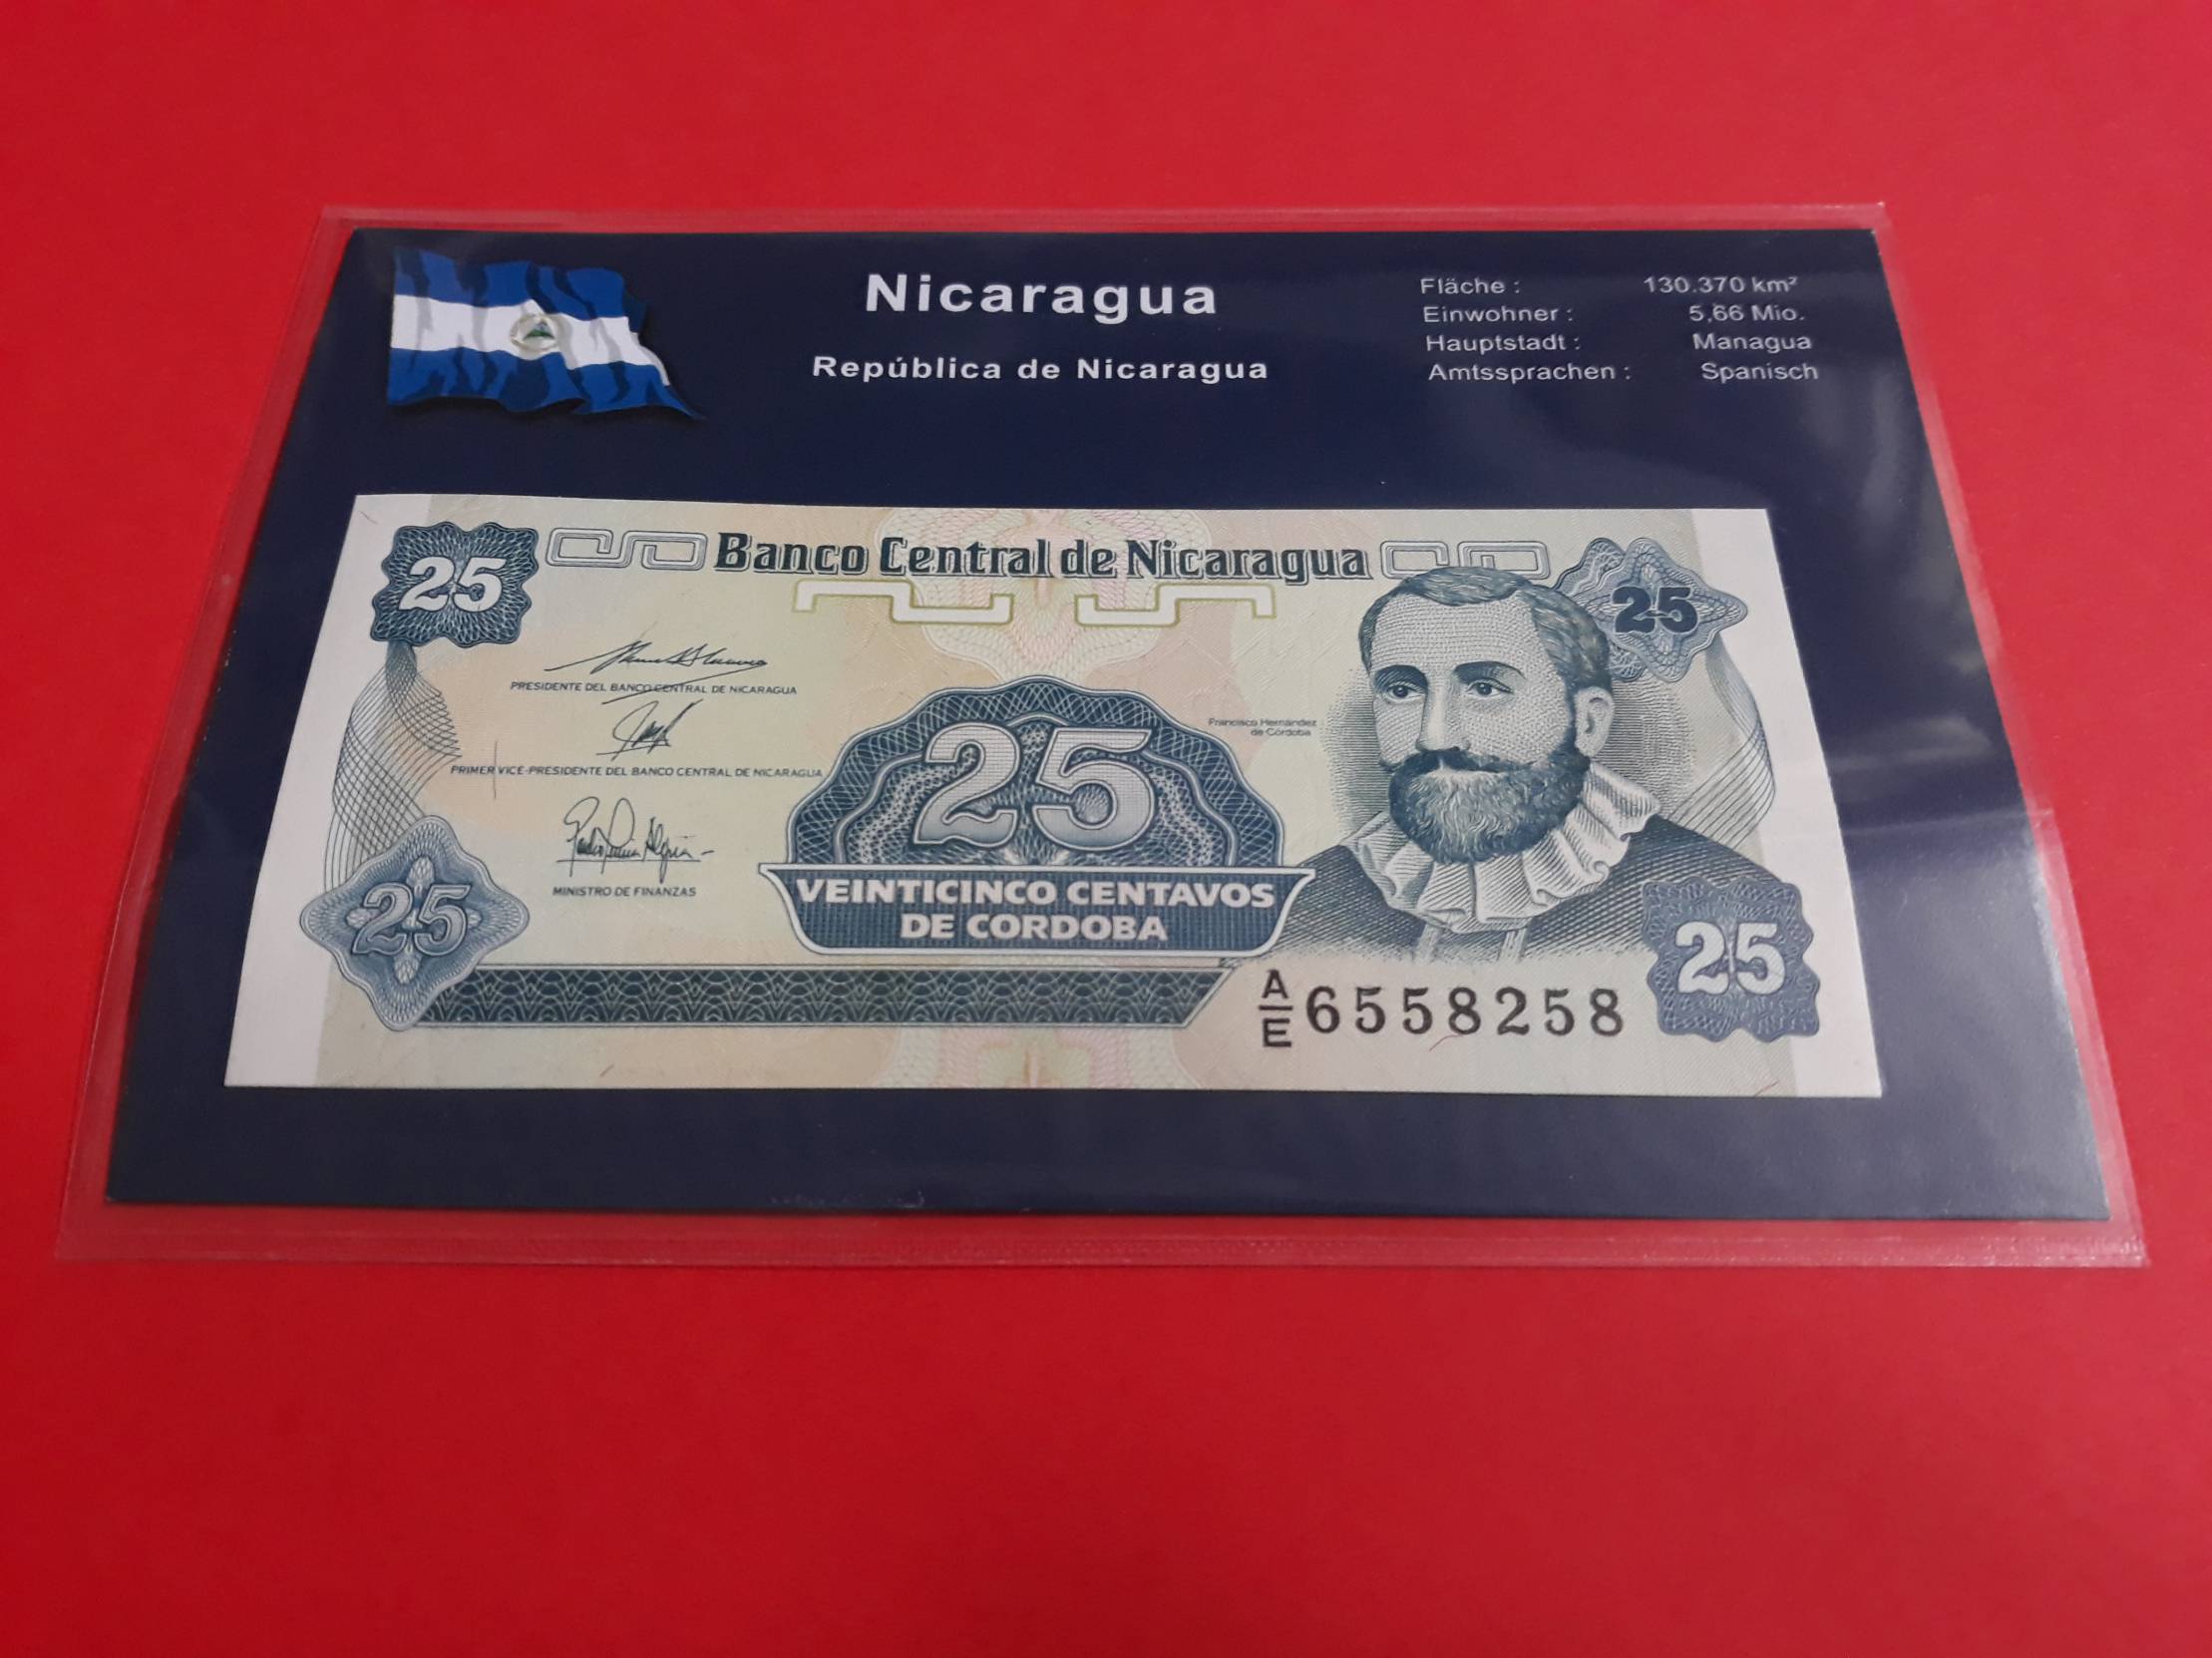 Nicaragua
República de Nicaragua
Fläche : 130.370 km²
Einwohner : 5,66 Mio.
Hauptstadt : Managua
Amtssprachen : Spanisch
25
Banco Central de Nicaragua
25
PRESIDENTE DEL BANCO CENTRAL DE NICARAGUA
PRIMER VICE-PRESIDENTE DEL BANCO CENTRAL DE NICARAGUA
MINISTRO DE FINANZAS
Francisco Hernández
de Córdoba
25
VEINTICINCO CENTAVOS
DE CORDOBA
25
25
A/E 6558258